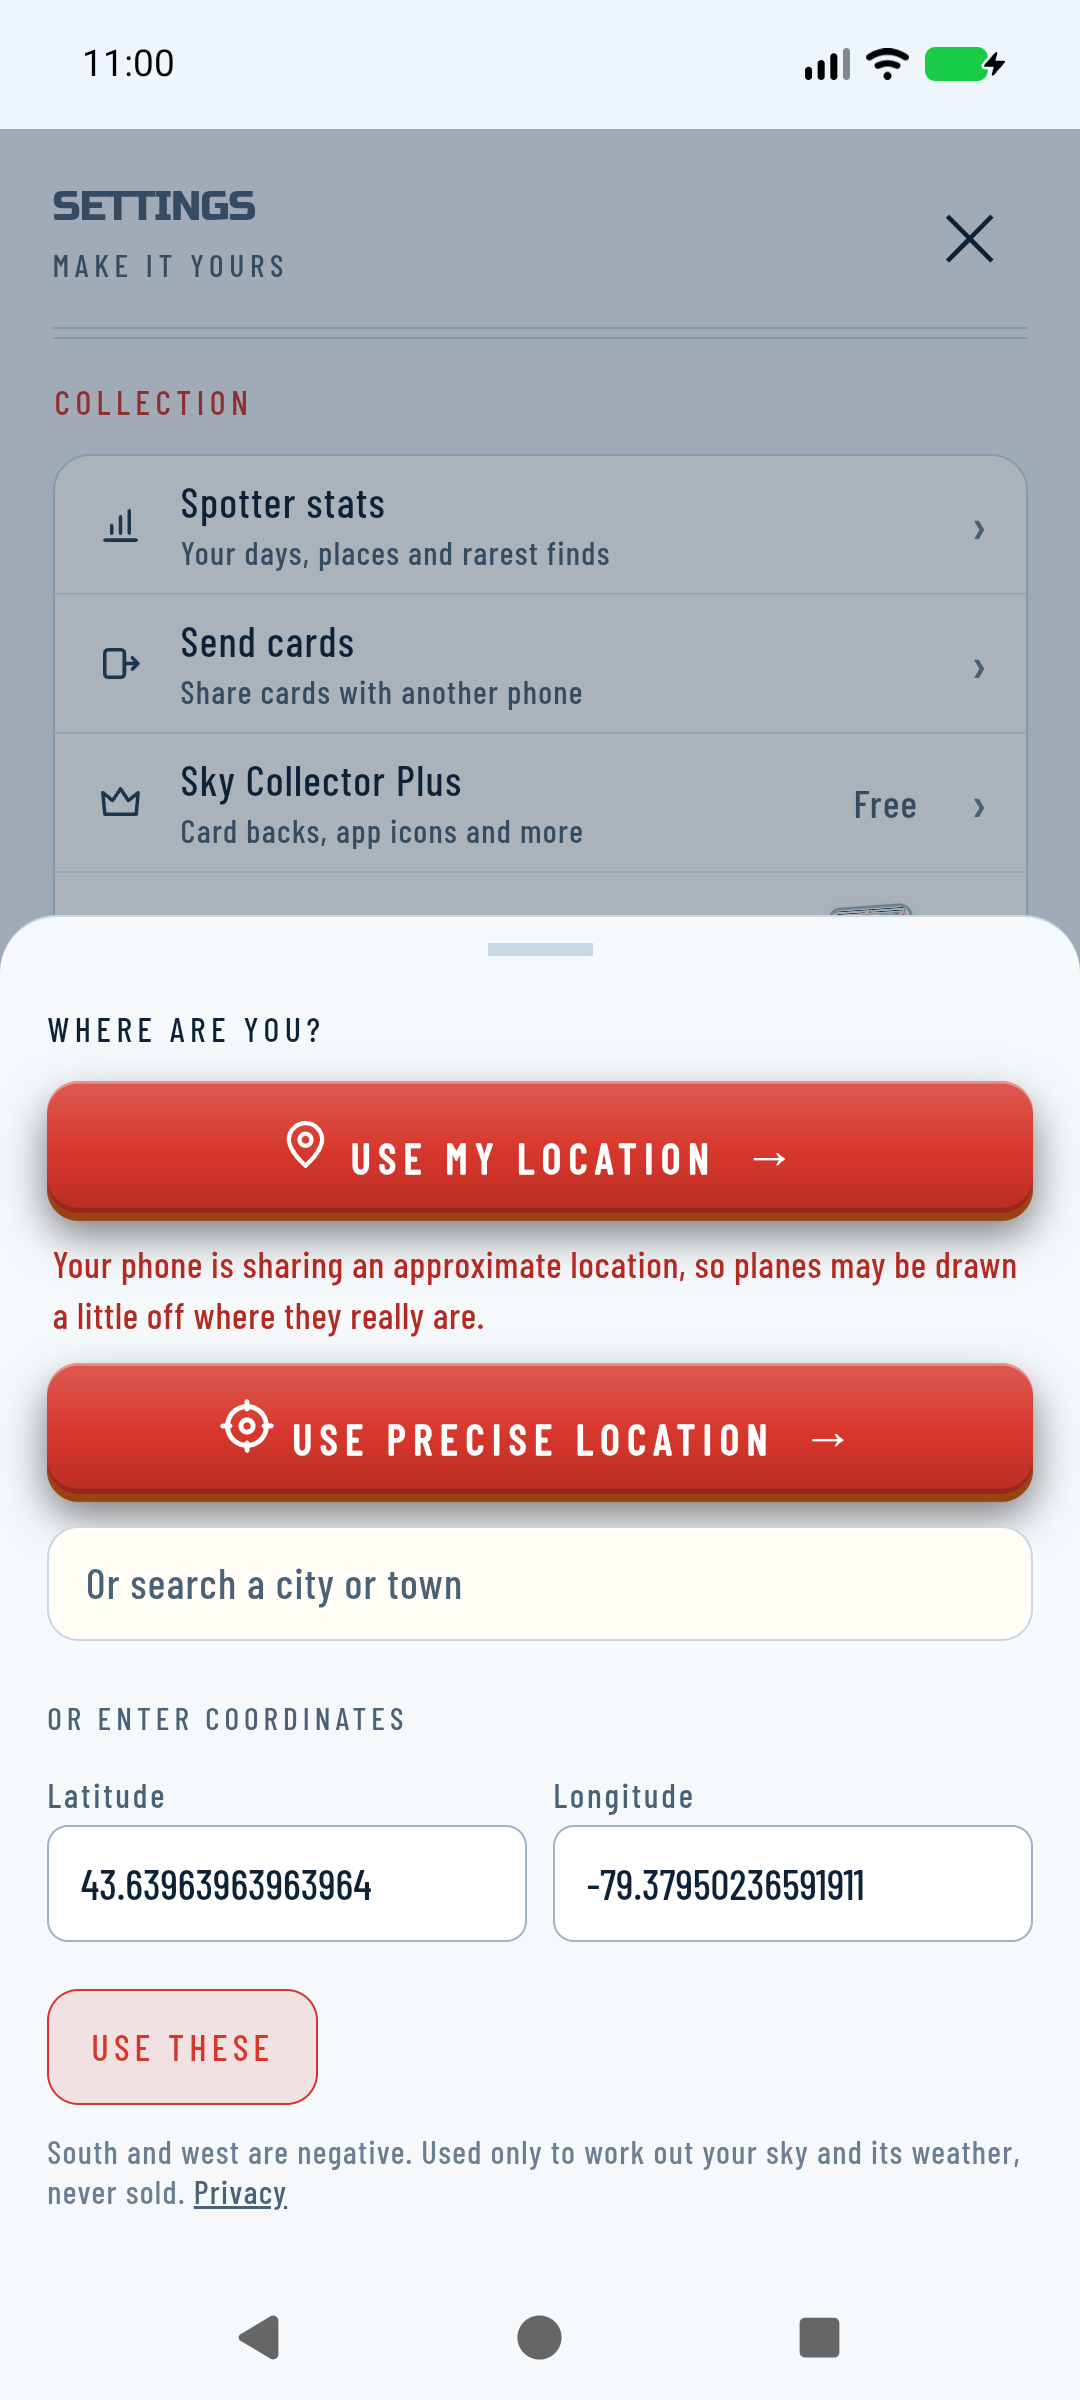 11:00
SETTINGS
MAKE IT YOURS
COLLECTION
Spotter stats
Your days, places and rarest finds
›
Send cards
Share cards with another phone
›
Sky Collector Plus
Card backs, app icons and more
Free ›
WHERE ARE YOU?
USE MY LOCATION →
Your phone is sharing an approximate location, so planes may be drawn
a little off where they really are.
USE PRECISE LOCATION →
Or search a city or town
OR ENTER COORDINATES
Latitude Longitude
43.63963963963964 -79.37950236591911
USE THESE
South and west are negative. Used only to work out your sky and its weather,
never sold. Privacy